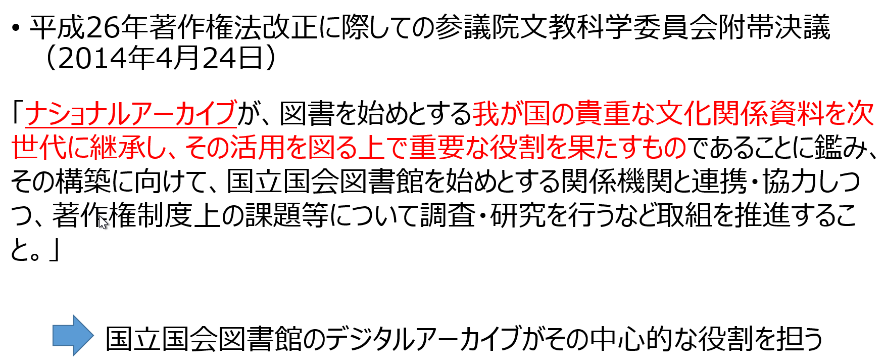 • 平成26年著作権法改正に際しての参議院文教科学委員会附帯決議
（2014年4月24日）
「ナショナルアーカイブが、図書を始めとする我が国の貴重な文化関係資料を次
世代に継承し、その活用を図る上で重要な役割を果たすものであることに鑑み、
その構築に向けて、国立国会図書館を始めとする関係機関と連携・協力しつ
つ、著作権制度上の課題等について調査・研究を行うなど取組を推進するこ
と。」
国立国会図書館のデジタルアーカイブがその中心的な役割を担う